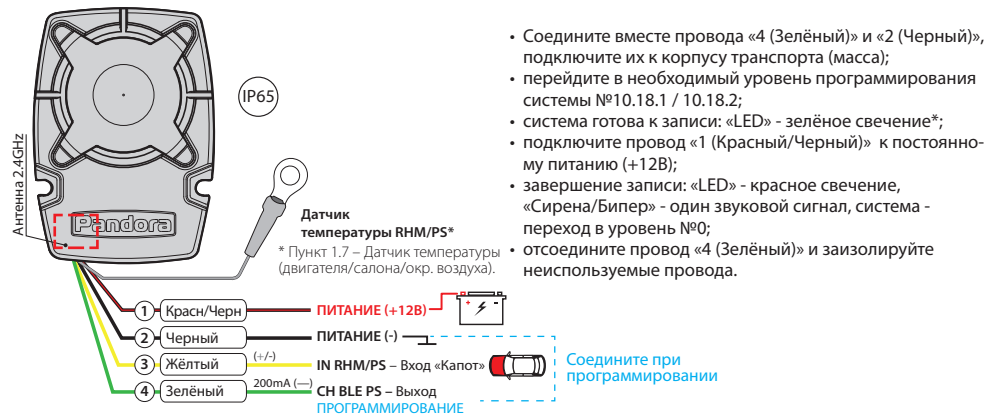 Антенна 2.4GHz
Pandora
IP65
Датчик
температуры RHM/PS*
* Пункт 1.7 – Датчик температуры
(двигателя/салона/окр. воздуха).
1 Красн/Черн ПИТАНИЕ (+12В) + -
2 Черный ПИТАНИЕ (-)
3 Жёлтый (+/-) IN RHM/PS – Вход «Капот»
4 Зелёный 200mA (—) CH BLE PS – Выход
ПРОГРАММИРОВАНИЕ
Соедините при
программировании
• Соедините вместе провода «4 (Зелёный)» и «2 (Черный)»,
подключите их к корпусу транспорта (масса);
• перейдите в необходимый уровень программирования
системы №10.18.1 / 10.18.2;
• система готова к записи: «LED» - зелёное свечение*;
• подключите провод «1 (Красный/Черный)» к постоянно-
му питанию (+12В);
• завершение записи: «LED» - красное свечение,
«Сирена/Бипер» - один звуковой сигнал, система -
переход в уровень №0;
• отсоедините провод «4 (Зелёный)» и заизолируйте
неиспользуемые провода.